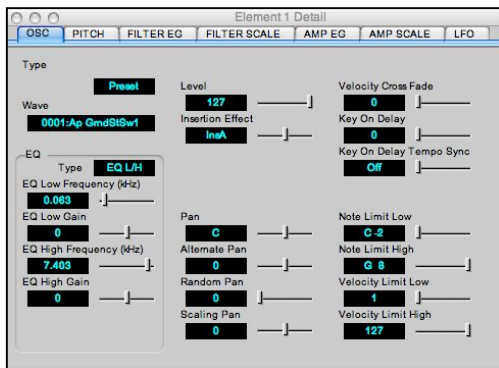 Element 1 Detail
OSC PITCH FILTER EG FILTER SCALE AMP EG AMP SCALE LFO
Type
Preset
Wave
0001:Ap GrndStSw1
EQ
Type EQ L/H
EQ Low Frequency (kHz)
0.063
EQ Low Gain
0
EQ High Frequency (kHz)
7.403
EQ High Gain
0
Level
127
Insertion Effect
InsA
Pan
C
Alternate Pan
0
Random Pan
0
Scaling Pan
0
Velocity Cross Fade
0
Key On Delay
0
Key On Delay Tempo Sync
Off
Note Limit Low
C -2
Note Limit High
G 8
Velocity Limit Low
1
Velocity Limit High
127